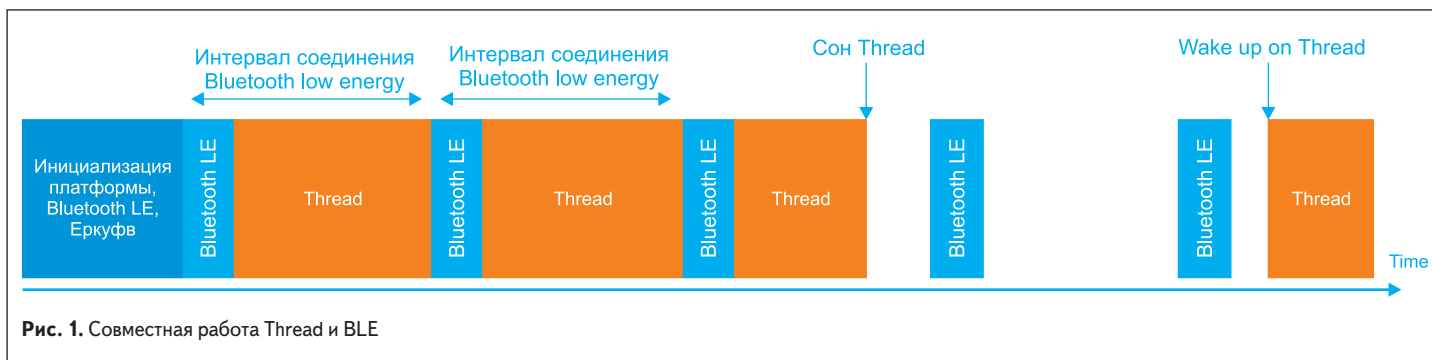 Интервал соединения
Bluetooth low energy
Интервал соединения
Bluetooth low energy
Сон Thread
Wake up on Thread
Инициализация
платформы,
Bluetooth LE,
Еркуфв
Bluetooth LE
Thread
Bluetooth LE
Thread
Bluetooth LE
Thread
Bluetooth LE
Bluetooth LE
Thread
Time
Рис. 1. Совместная работа Thread и BLE